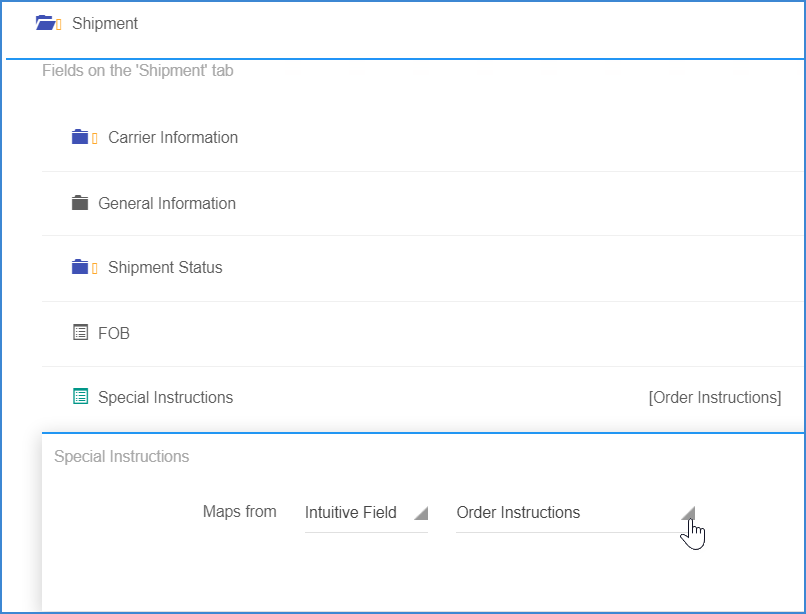 Shipment
Fields on the 'Shipment' tab
Carrier Information
General Information
Shipment Status
FOB
Special Instructions [Order Instructions]
Special Instructions
Maps from Intuitive Field Order Instructions